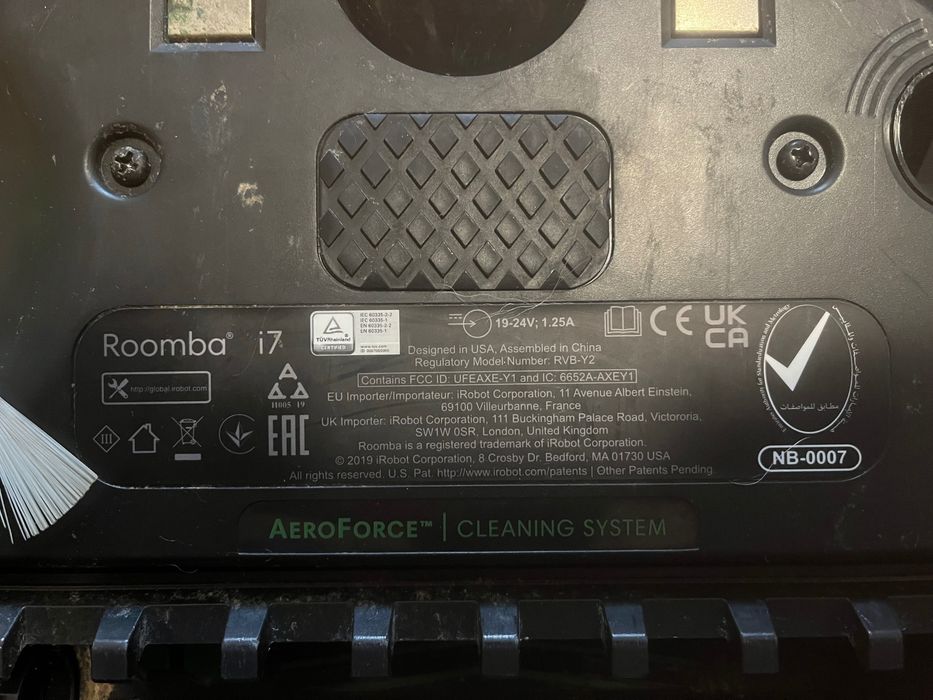 Roomba® i7
TÜVRheinland
CERTIFIED
IEC 60335-2-2
IEC 60335-1
EN 60335-2-2
EN 60335-1
19-24V; 1.25A
CE
UK
CA
http://global.irobot.com
H005 19
Designed in USA, Assembled in China
Regulatory Model Number: RVB-Y2
Contains FCC ID: UFEAXE-Y1 and IC: 6652A-AXEY1
EU Importer/Importateur: iRobot Corporation, 11 Avenue Albert Einstein,
69100 Villeurbanne, France
UK Importer: iRobot Corporation, 111 Buckingham Palace Road, Victororia,
SW1W 0SR, London, United Kingdom
Roomba is a registered trademark of iRobot Corporation.
© 2019 iRobot Corporation, 8 Crosby Dr. Bedford, MA 01730 USA
All rights reserved. U.S. Pat. http://www.irobot.com/patents | Other Patents Pending.
III
EAC
مطابق للمواصفات
NB-0007
AEROFORCE™ | CLEANING SYSTEM